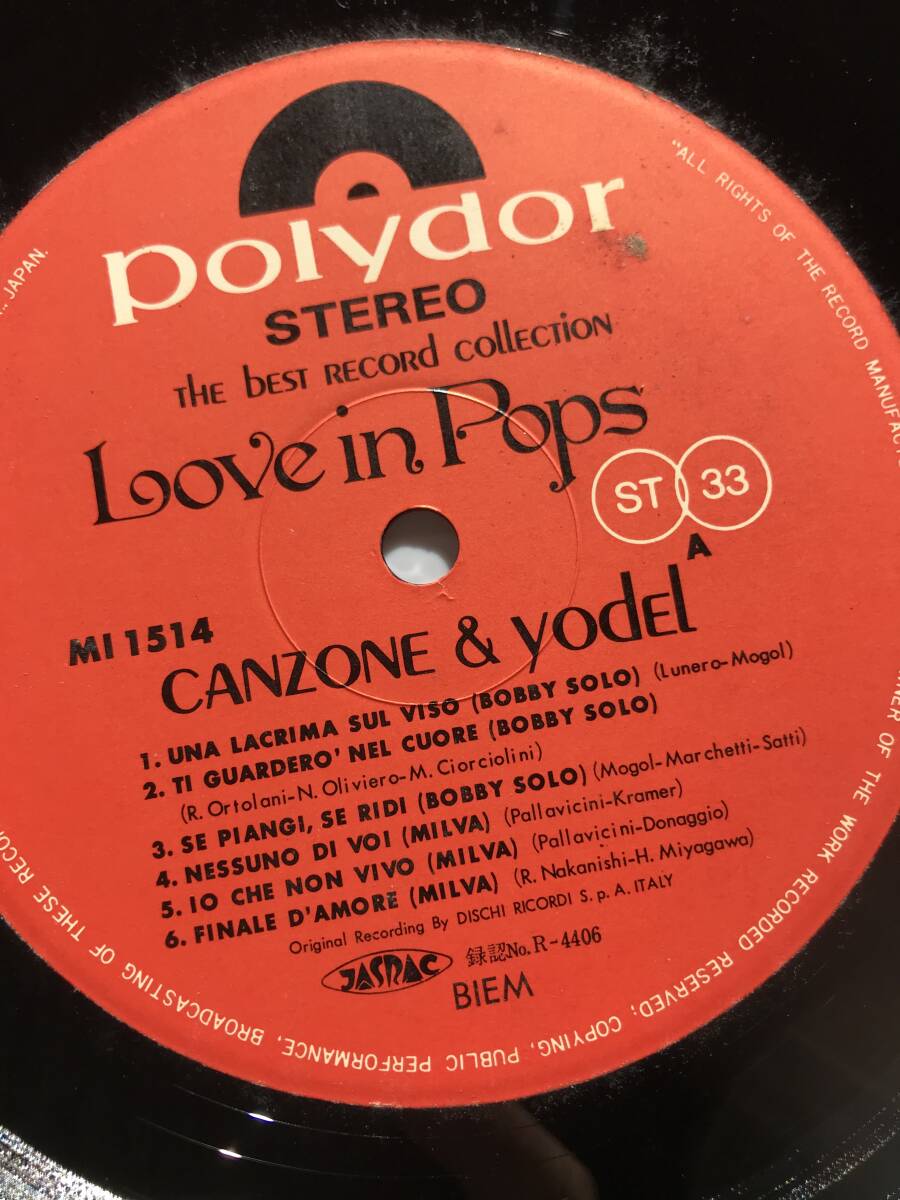 polydor
STEREO
THE bEST RECORd COLLECTION
Love in Pops
ST 33
A
MI 1514
CANZONE & YODEL
1. UNA LACRIMA SUL VISO (BOBBY SOLO) (Lunero-Mogol)
2. TI GUARDERO' NEL CUORE (BOBBY SOLO)
(R. Ortolani-N. Oliviero-M. Ciorciolini)
3. SE PIANGI, SE RIDI (BOBBY SOLO) (Mogol-Marchetti-Satti)
4. NESSUNO DI VOI (MILVA) (Pallavicini-Kramer)
5. IO CHE NON VIVO (MILVA) (Pallavicini-Donaggio)
6. FINALE D'AMORE (MILVA) (R. Nakanishi-H. Miyagawa)
Original Recording By DISCHI RICORDI S.p.A. ITALY
JASRAC 録認No.R-4406
BIEM
"ALL RIGHTS OF THE RECORD
OF THE WORK RECORDED RESERVED; COPYING, PUBLIC PERFORMANCE, BROADCASTING OF THESE
JAPAN.